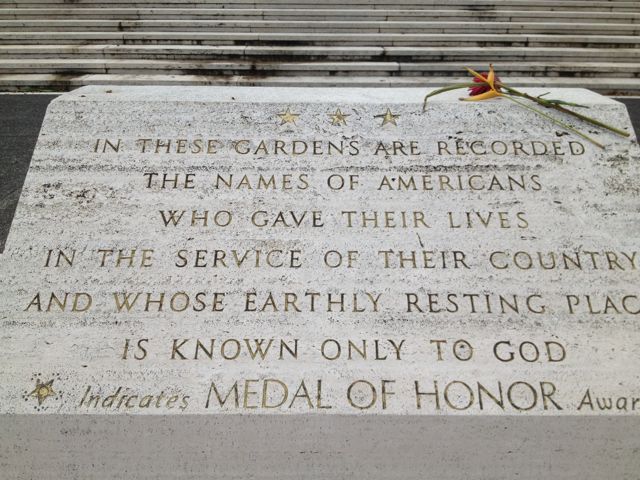 IN THESE GARDENS ARE RECORDED
THE NAMES OF AMERICANS
WHO GAVE THEIR LIVES
IN THE SERVICE OF THEIR COUNTRY
AND WHOSE EARTHLY RESTING PLAC
IS KNOWN ONLY TO GOD
Indicates MEDAL OF HONOR Awar